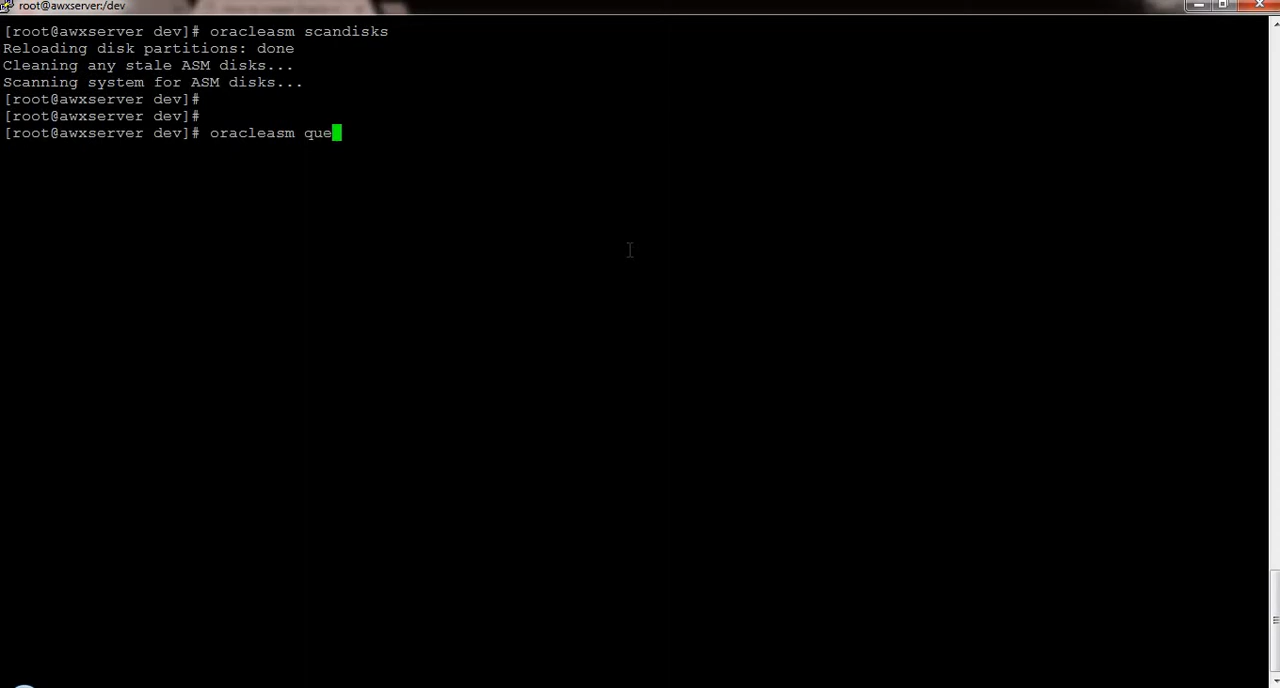 root@awxserver:/dev
[root@awxserver dev]# oracleasm scandisks
Reloading disk partitions: done
Cleaning any stale ASM disks...
Scanning system for ASM disks...
[root@awxserver dev]#
[root@awxserver dev]#
[root@awxserver dev]# oracleasm que